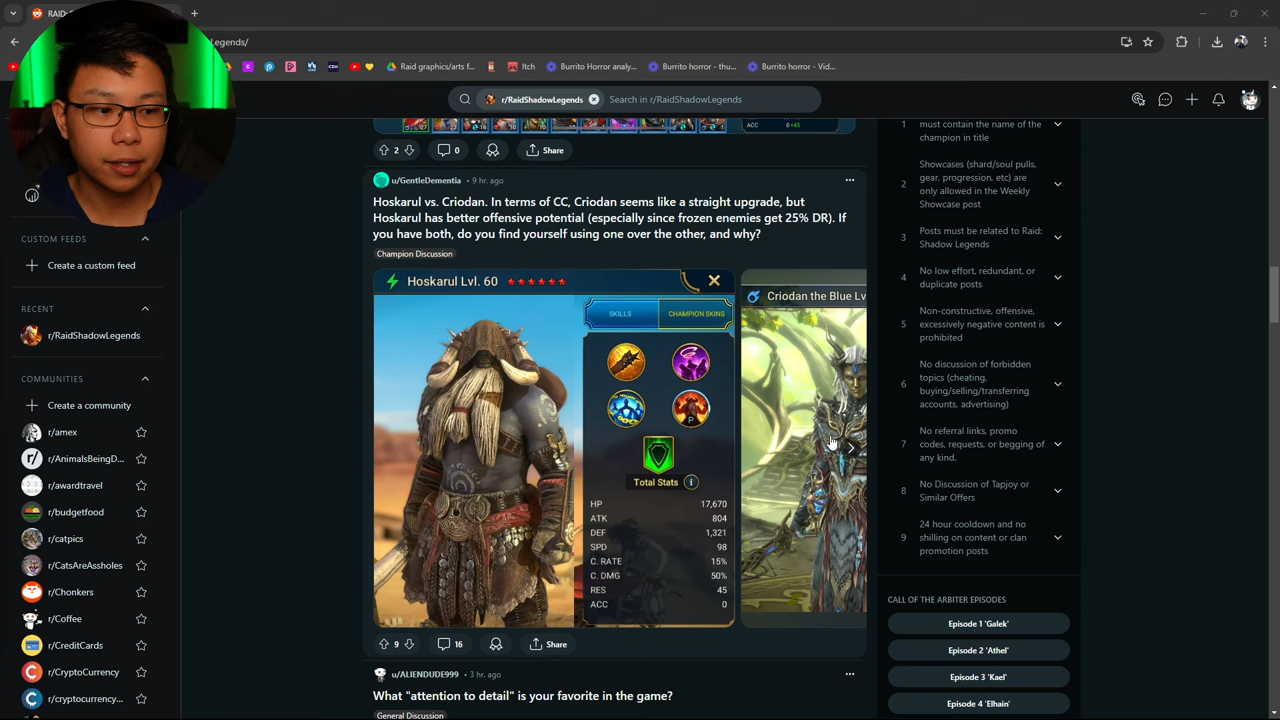 RAID:
Legends/
Raid graphics/arts f...
Itch
Burrito Horror analy...
Burrito horror - thu...
Burrito horror - Vid...
r/RaidShadowLegends
Search in r/RaidShadowLegends
ACC 0 +45
2
0
Share
u/GentleDementia • 9 hr. ago
Hoskarul vs. Criodan. In terms of CC, Criodan seems like a straight upgrade, but
Hoskarul has better offensive potential (especially since frozen enemies get 25% DR). If
you have both, do you find yourself using one over the other, and why?
Champion Discussion
Hoskarul Lvl. 60
SKILLS
CHAMPION SKINS
P
Total Stats
HP 17,670
ATK 804
DEF 1,321
SPD 98
C. RATE 15%
C. DMG 50%
RES 45
ACC 0
Criodan the Blue Lv
9
16
Share
u/ALIENDUDE999 • 3 hr. ago
What "attention to detail" is your favorite in the game?
General Discussion
CUSTOM FEEDS
Create a custom feed
RECENT
r/RaidShadowLegends
COMMUNITIES
Create a community
r/amex
r/AnimalsBeingD...
r/awardtravel
r/budgetfood
r/catpics
r/CatsAreAssholes
r/Chonkers
r/Coffee
r/CreditCards
r/CryptoCurrency
r/cryptocurrency...
1 must contain the name of the
champion in title
2 Showcases (shard/soul pulls,
gear, progression, etc) are
only allowed in the Weekly
Showcase post
3 Posts must be related to Raid:
Shadow Legends
4 No low effort, redundant, or
duplicate posts
5 Non-constructive, offensive,
excessively negative content is
prohibited
6 No discussion of forbidden
topics (cheating,
buying/selling/transferring
accounts, advertising)
7 No referral links, promo
codes, requests, or begging of
any kind.
8 No Discussion of Tapjoy or
Similar Offers
9 24 hour cooldown and no
shilling on content or clan
promotion posts
CALL OF THE ARBITER EPISODES
Episode 1 'Galek'
Episode 2 'Athel'
Episode 3 'Kael'
Episode 4 'Elhain'